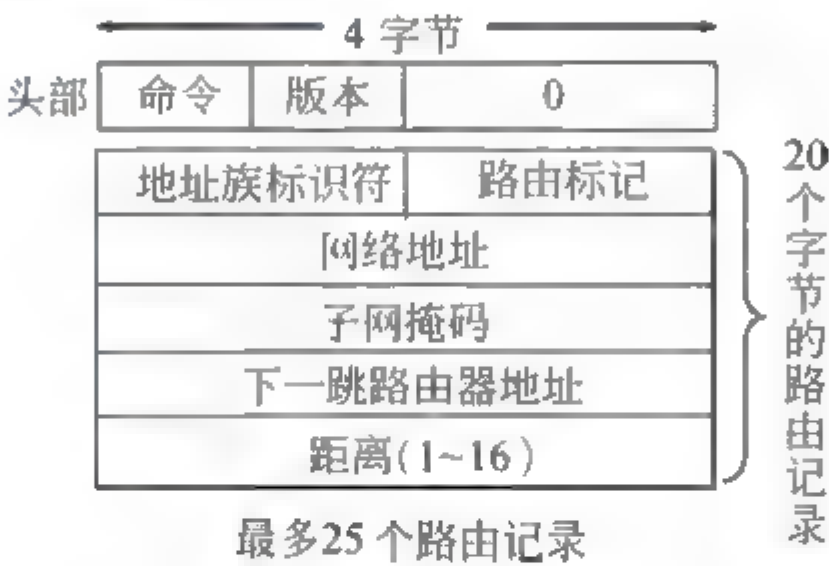 4 字节
头部 命令 版本 0
地址族标识符 路由标记
网络地址
子网掩码
下一跳路由器地址
距离(1~16)
20个字节的路由记录
最多25个路由记录